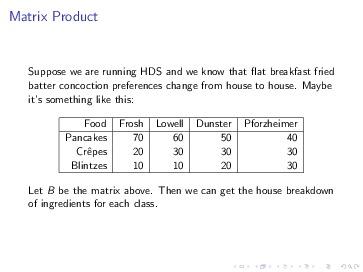 Matrix Product
Suppose we are running HDS and we know that flat breakfast fried
batter concoction preferences change from house to house. Maybe
it's something like this:
Food Frosh Lowell Dunster Pforzheimer
Pancakes 70 60 50 40
Crêpes 20 30 30 30
Blintzes 10 10 20 30
Let B be the matrix above. Then we can get the house breakdown
of ingredients for each class.